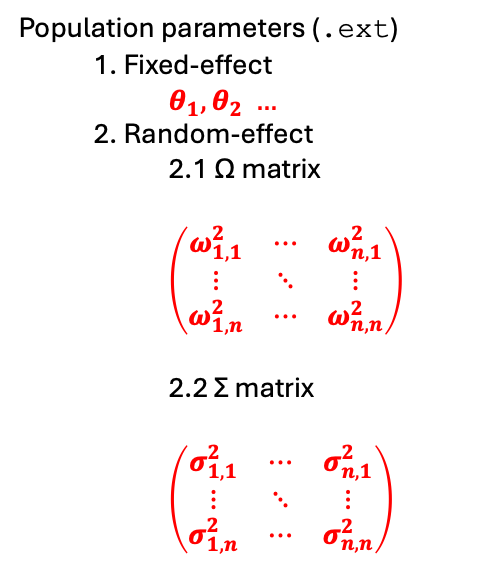 Population parameters (.ext)
1. Fixed-effect
θ₁, θ₂ ...
2. Random-effect
2.1 Ω matrix
ω²₁,₁ ⋯ ω²ₙ,₁
⋮ ⋱ ⋮
ω²₁,ₙ ⋯ ω²ₙ,ₙ
2.2 Σ matrix
σ²₁,₁ ⋯ σ²ₙ,₁
⋮ ⋱ ⋮
σ²₁,ₙ ⋯ σ²ₙ,ₙ